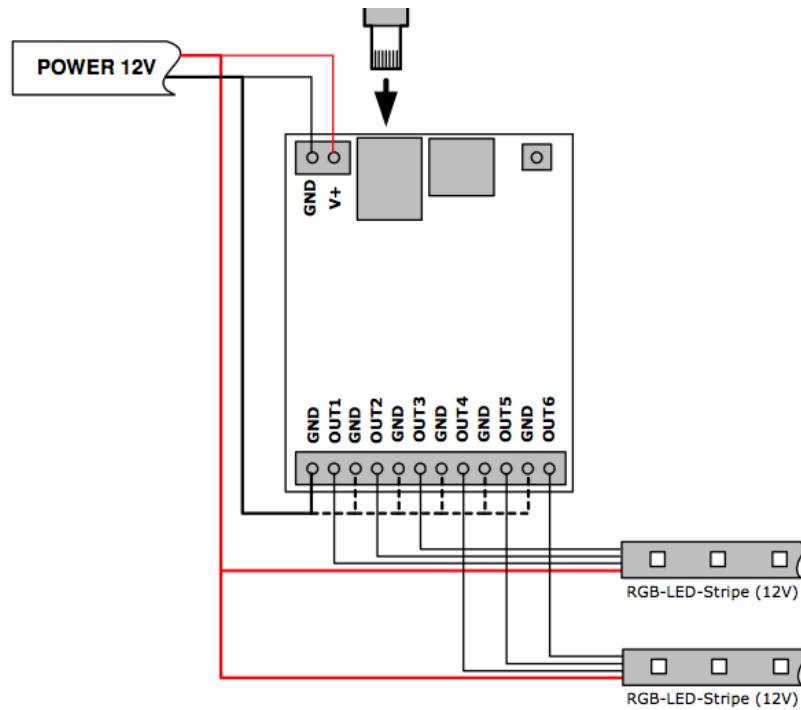 POWER 12V
GND
V+
GND
OUT1
GND
OUT2
GND
OUT3
GND
OUT4
GND
OUT5
GND
OUT6
RGB-LED-Stripe (12V)
RGB-LED-Stripe (12V)